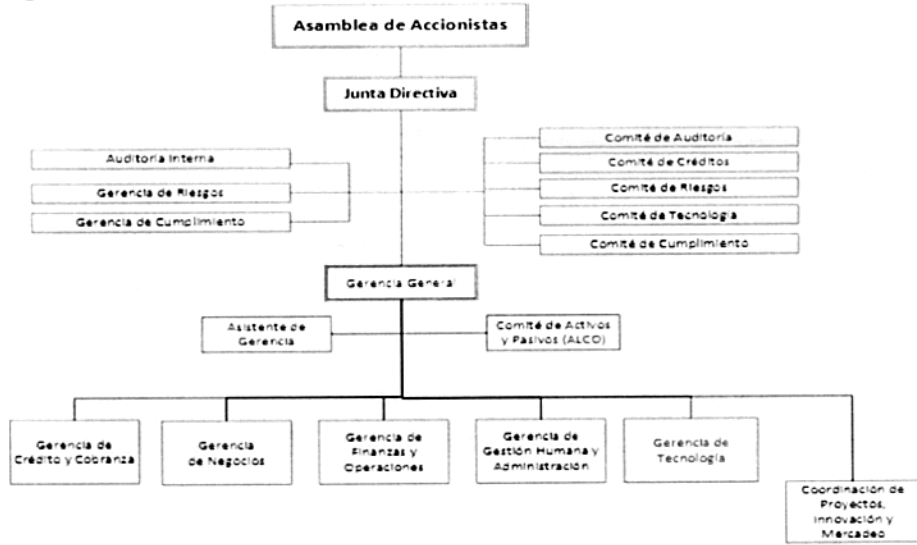 Asamblea de Accionistas
Junta Directiva
Auditoría Interna
Gerencia de Riesgos
Gerencia de Cumplimiento
Comité de Auditoría
Comité de Créditos
Comité de Riesgos
Comité de Tecnología
Comité de Cumplimiento
Gerencia General
Asistente de
Gerencia
Comité de Activos
y Pasivos (ALCO)
Gerencia de
Crédito y Cobranza
Gerencia
de Negocios
Gerencia de
Finanzas y
Operaciones
Gerencia de
Gestión Humana y
Administración
Gerencia de
Tecnología
Coordinación de
Proyectos,
Innovación y
Mercadeo